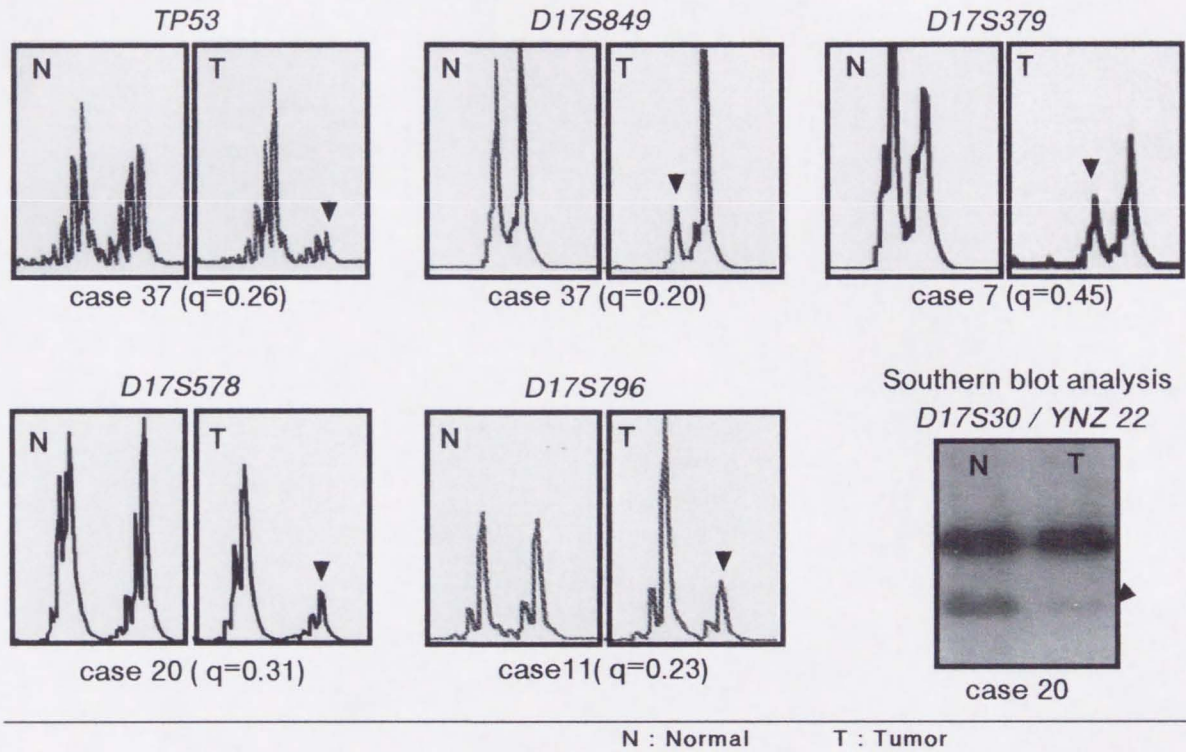 TP53
D17S849
D17S379
N T
N T
N T
case 37 (q=0.26)
case 37 (q=0.20)
case 7 (q=0.45)
D17S578
D17S796
Southern blot analysis
D17S30 / YNZ 22
N T
N T
N T
case 20 ( q=0.31)
case11( q=0.23)
case 20
N : Normal T : Tumor